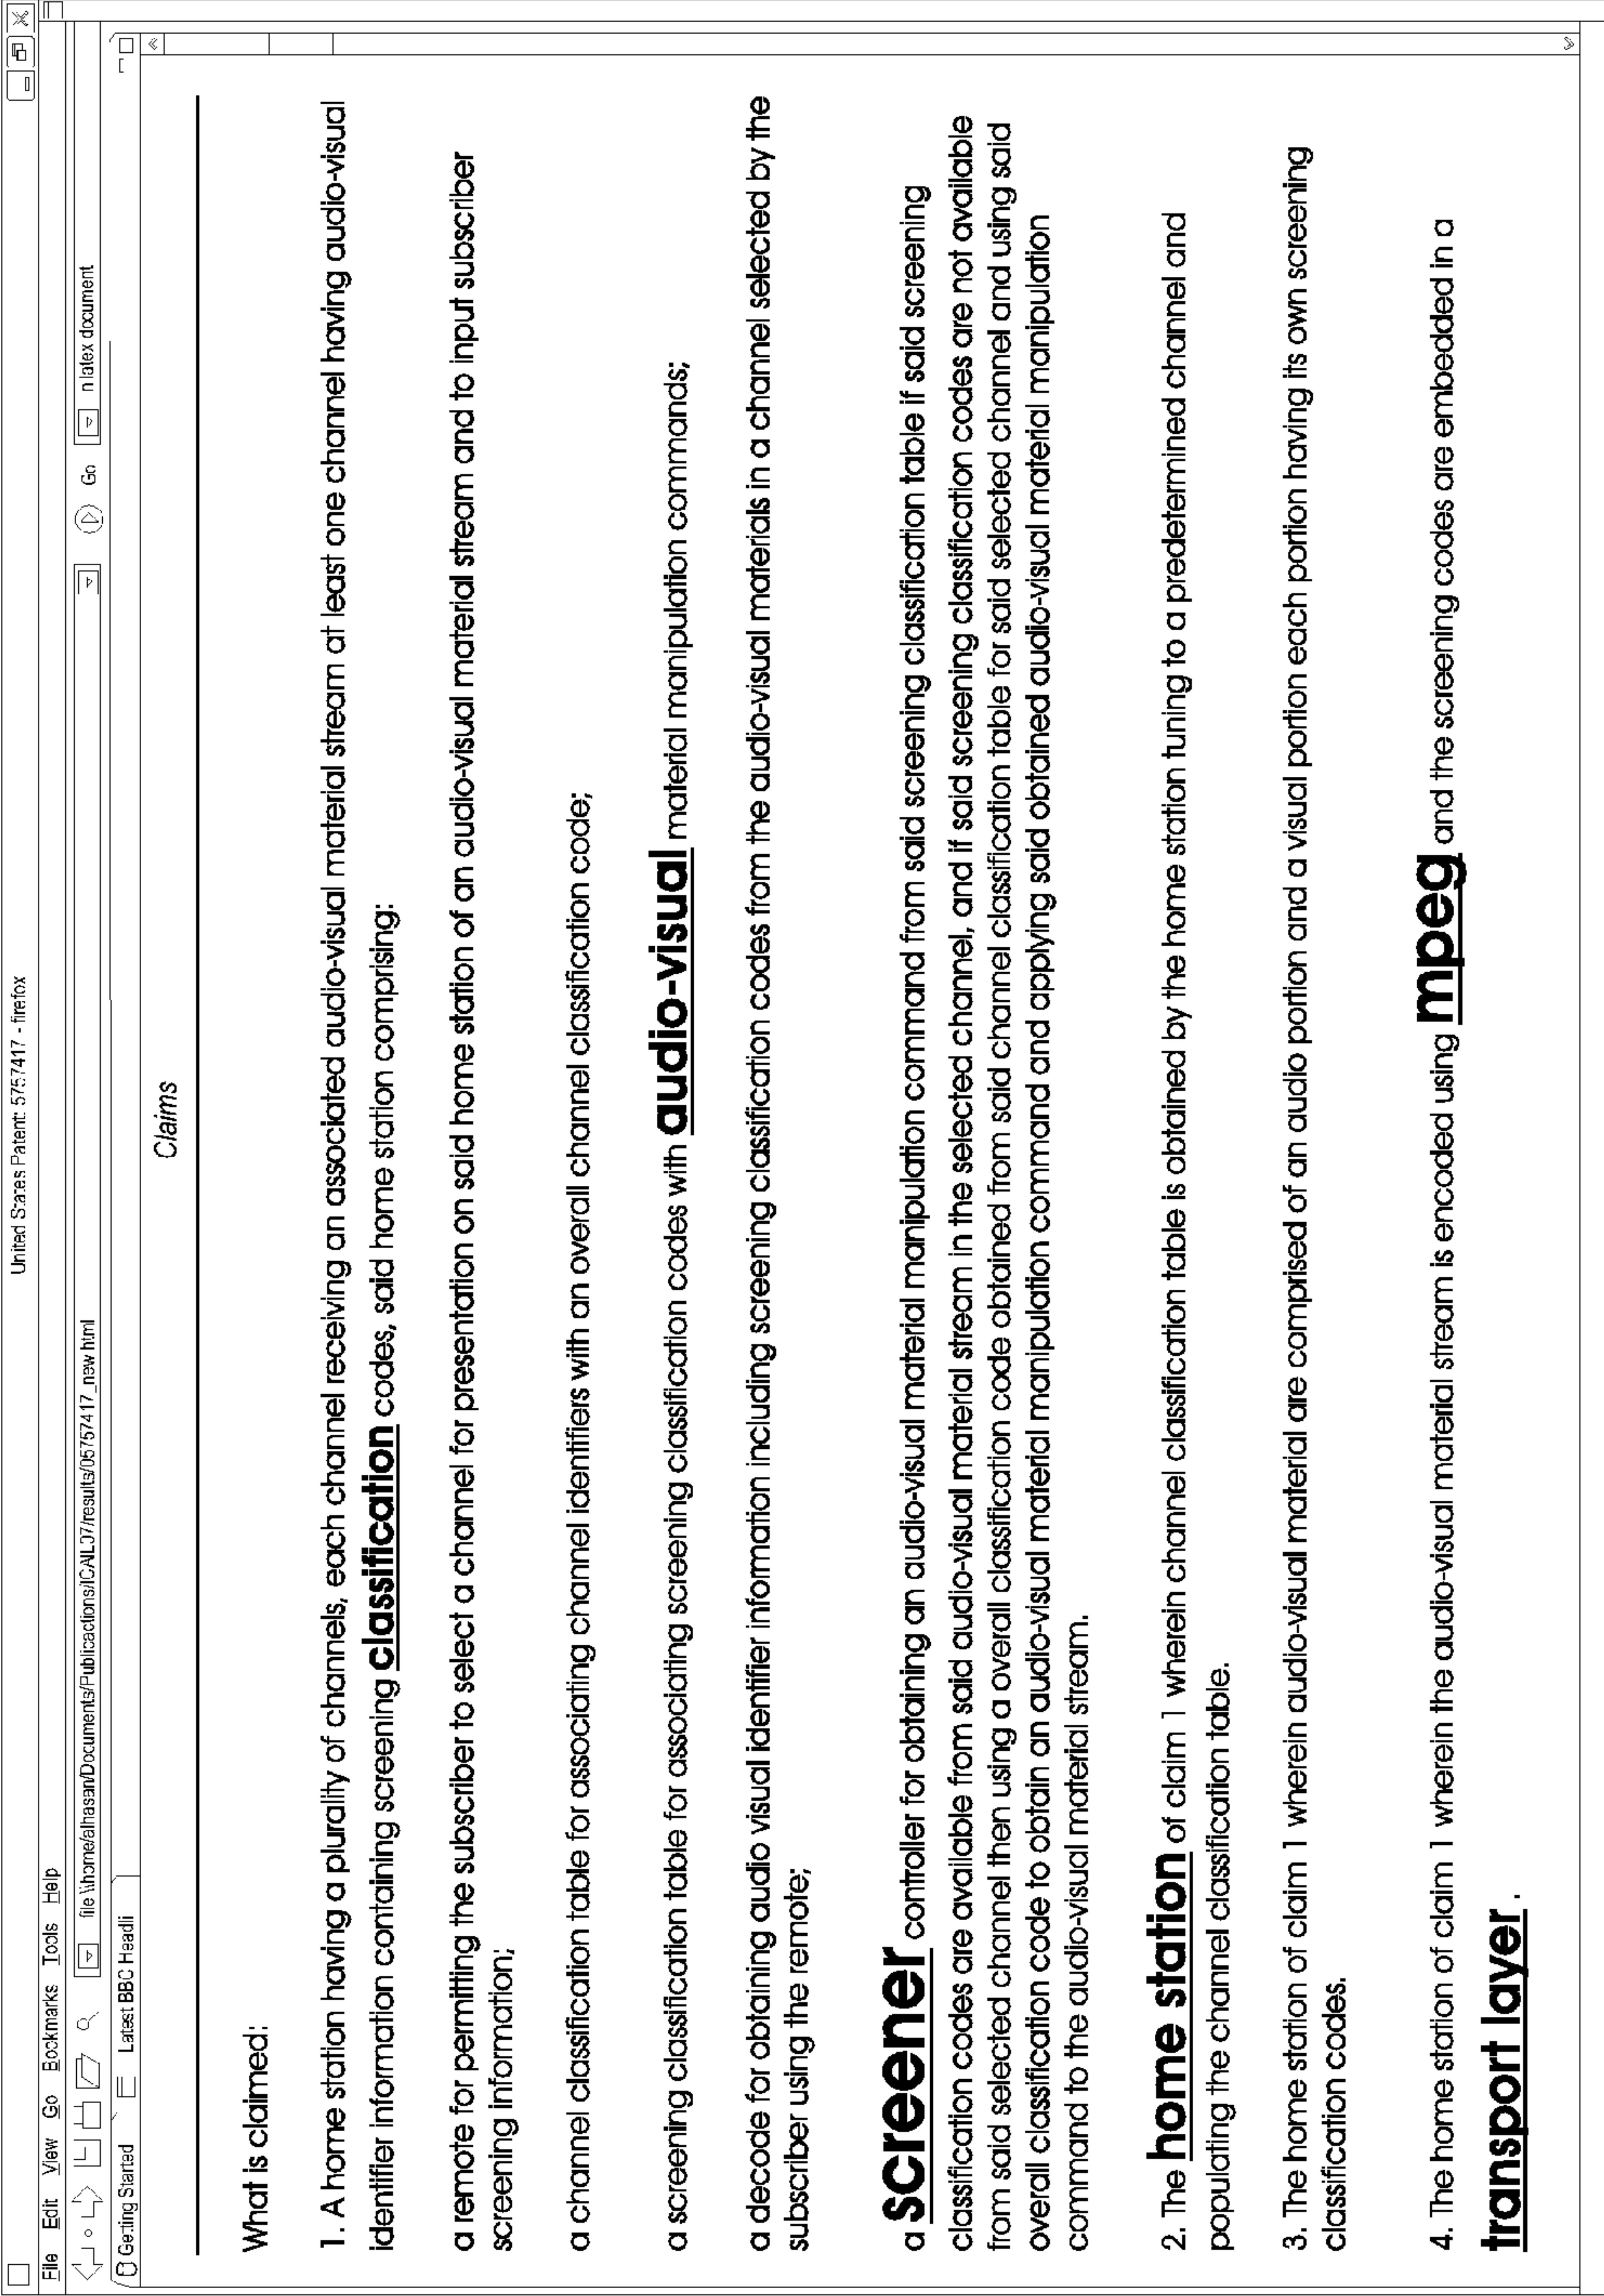 United States Patent: 5757417 - firefox
File Edit View Go Bookmarks Tools Help
file \\home/alhasan/Documents/Publicactions/ICAIL07/results/05757417_new html
Go
n latex document
Getting Started
Latest BBC Headli
Claims
What is claimed:
1. A home station having a plurality of channels, each channel receiving an associated audio-visual material stream at least one channel having audio-visual
identifier information containing screening classification codes, said home station comprising:
a remote for permitting the subscriber to select a channel for presentation on said home station of an audio-visual material stream and to input subscriber
screening information;
a channel classification table for associating channel identifiers with an overall channel classification code;
a screening classification table for associating screening classification codes with audio-visual material manipulation commands;
a decode for obtaining audio visual identifier information including screening classification codes from the audio-visual materials in a channel selected by the
subscriber using the remote;
a screener controller for obtaining an audio-visual material manipulation command from said screening classification table if said screening
classification codes are available from said audio-visual material stream in the selected channel, and if said screening classification codes are not available
from said selected channel then using a overall classification code obtained from said channel classification table for said selected channel and using said
overall classification code to obtain an audio-visual material manipulation command and applying said obtained audio-visual material manipulation
command to the audio-visual material stream.
2. The home station of claim 1 wherein channel classification table is obtained by the home station tuning to a predetermined channel and
populating the channel classification table.
3. The home station of claim 1 wherein audio-visual material are comprised of an audio portion and a visual portion each portion having its own screening
classification codes.
4. The home station of claim 1 wherein the audio-visual material stream is encoded using mpeg and the screening codes are embedded in a
transport layer.